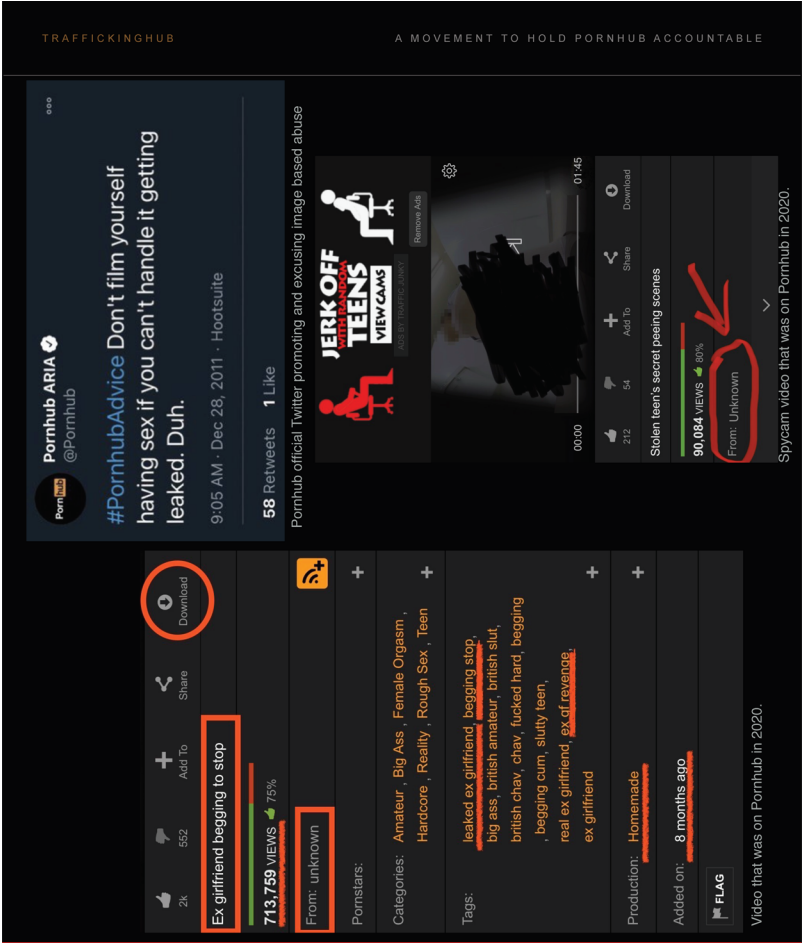 TRAFFICKINGHUB
A MOVEMENT TO HOLD PORNHUB ACCOUNTABLE
Pornhub
Pornhub ARIA
@Pornhub
#PornhubAdvice Don't film yourself
having sex if you can't handle it getting
leaked. Duh.
9:05 AM · Dec 28, 2011 · Hootsuite
58 Retweets 1 Like
Pornhub official Twitter promoting and excusing image based abuse
JERK OFF
WITH RANDOM
TEENS
VIEW CAMS
ADS BY TRAFFIC JUNKY
Remove Ads
00:00
01:45
212
54
Add To
Share
Download
Stolen teen's secret peeing scenes
90,084 VIEWS 80%
From: Unknown
Spycam video that was on Pornhub in 2020.
2k
552
Add To
Share
Download
Ex girlfriend begging to stop
713,759 VIEWS 75%
From: unknown
Pornstars:
Categories: Amateur , Big Ass , Female Orgasm ,
Hardcore , Reality , Rough Sex , Teen
Tags: leaked ex girlfriend, begging stop,
big ass, british amateur, british slut,
british chav, chav, fucked hard, begging
, begging cum, slutty teen,
real ex girlfriend, ex gf revenge,
ex girlfriend
Production: Homemade
Added on: 8 months ago
FLAG
Video that was on Pornhub in 2020.